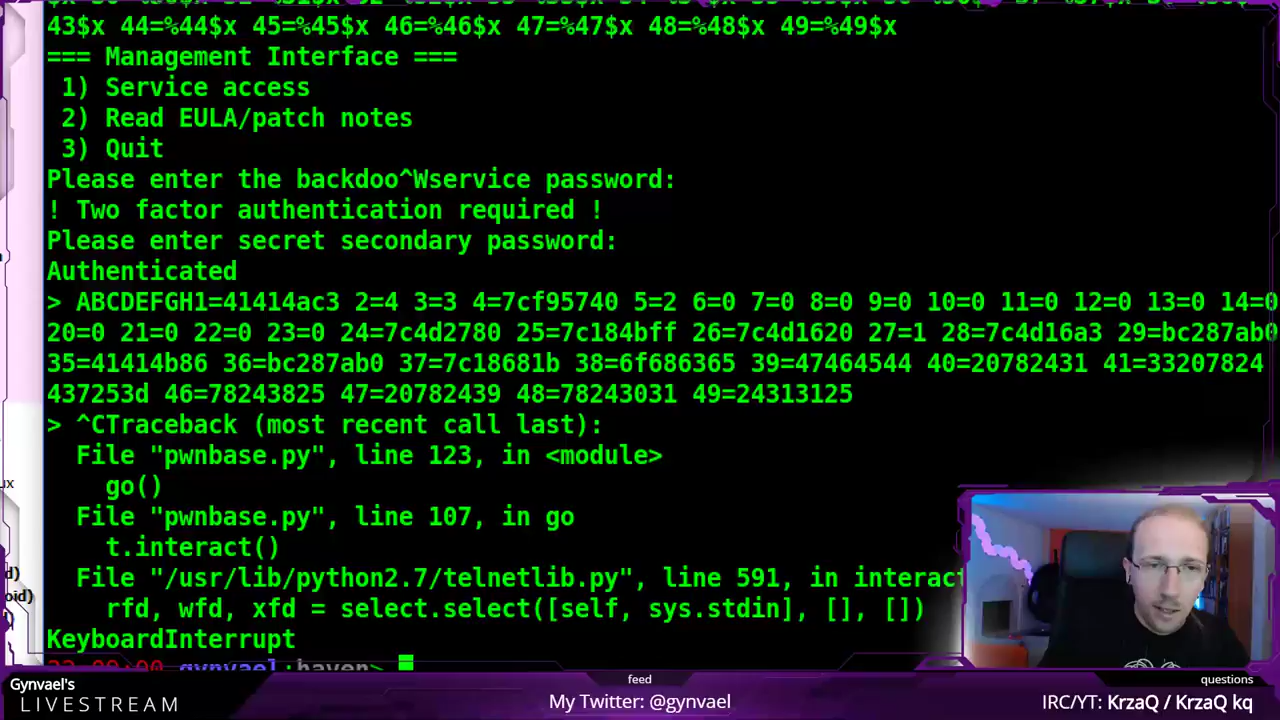 43$x 44=%44$x 45=%45$x 46=%46$x 47=%47$x 48=%48$x 49=%49$x
=== Management Interface ===
1) Service access
2) Read EULA/patch notes
3) Quit
Please enter the backdoo^Wservice password:
! Two factor authentication required !
Please enter secret secondary password:
Authenticated
> ABCDEFGH1=41414ac3 2=4 3=3 4=7cf95740 5=2 6=0 7=0 8=0 9=0 10=0 11=0 12=0 13=0 14=0
20=0 21=0 22=0 23=0 24=7c4d2780 25=7c184bff 26=7c4d1620 27=1 28=7c4d16a3 29=bc287ab0
35=41414b86 36=bc287ab0 37=7c18681b 38=6f686365 39=47464544 40=20782431 41=33207824
437253d 46=78243825 47=20782439 48=78243031 49=24313125
> ^CTraceback (most recent call last):
File "pwnbase.py", line 123, in <module>
go()
File "pwnbase.py", line 107, in go
t.interact()
File "/usr/lib/python2.7/telnetlib.py", line 591, in interact
rfd, wfd, xfd = select.select([self, sys.stdin], [], [])
KeyboardInterrupt
gynvael:haven>
Gynvael's
LIVESTREAM
feed
My Twitter: @gynvael
questions
IRC/YT: KrzaQ / KrzaQ kq